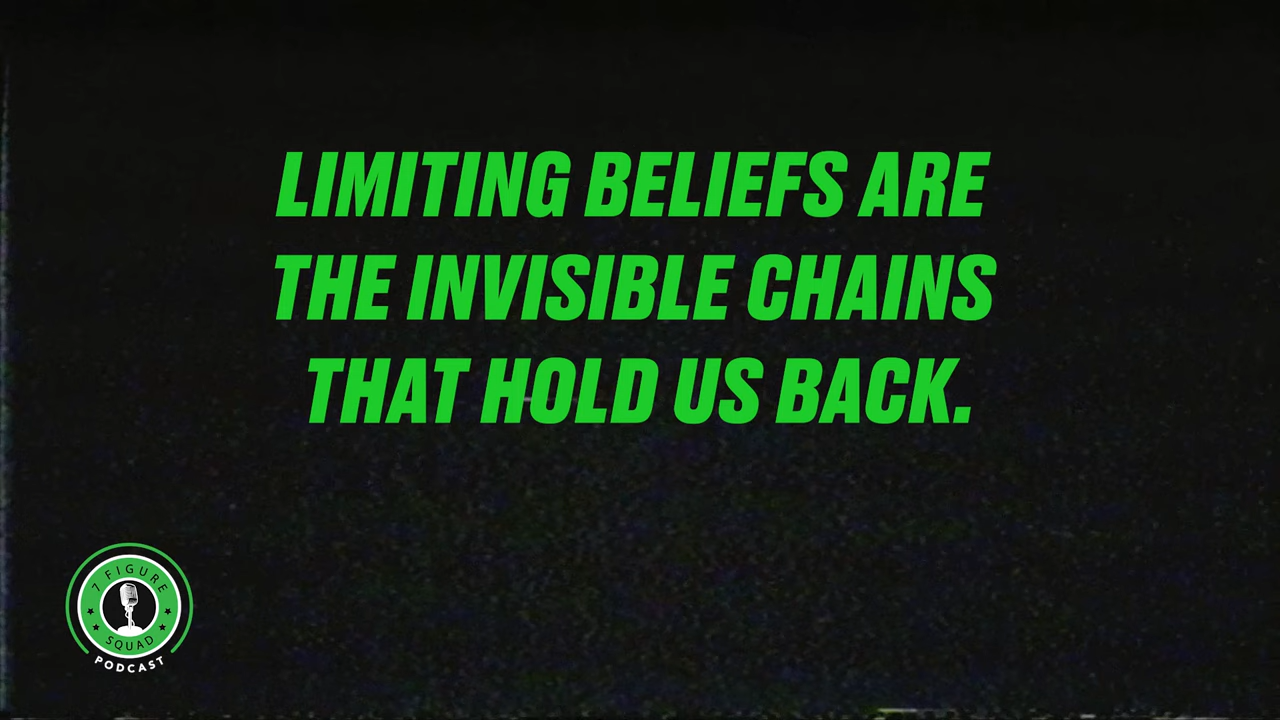 LIMITING BELIEFS ARE
THE INVISIBLE CHAINS
THAT HOLD US BACK.
7 FIGURE
SQUAD
PODCAST